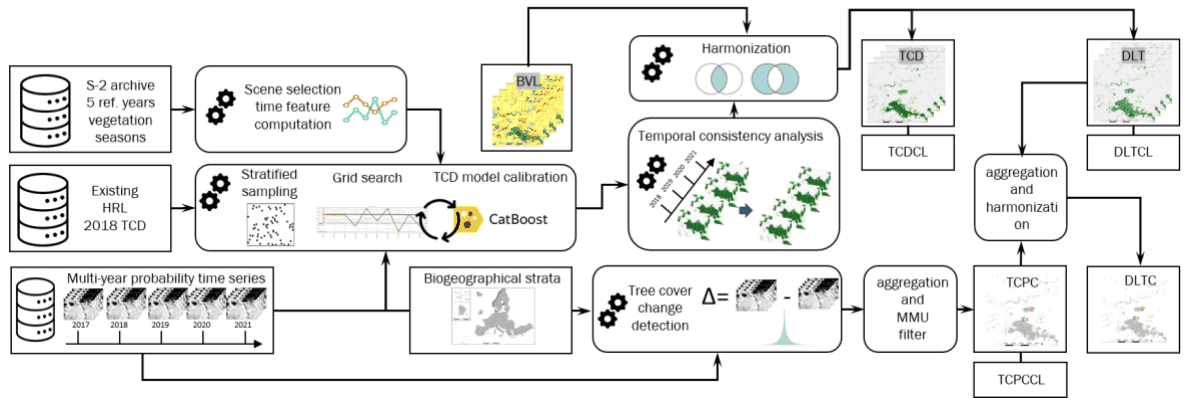 S-2 archive
5 ref. years
vegetation
seasons
Scene selection
time feature
computation
BVL
Harmonization
TCD
TCDCL
DLT
DLTCL
Existing
HRL
2018 TCD
Stratified
sampling
Grid search
TCD model calibration
CatBoost
Temporal consistency analysis
2018
2019
2020
2021
aggregation
and
harmonizati
on
Multi-year probability time series
2017
2018
2019
2020
2021
Biogeographical strata
Tree cover
change
detection
Δ=
-
aggregation
and
MMU
filter
TCPC
TCPCCL
DLTC